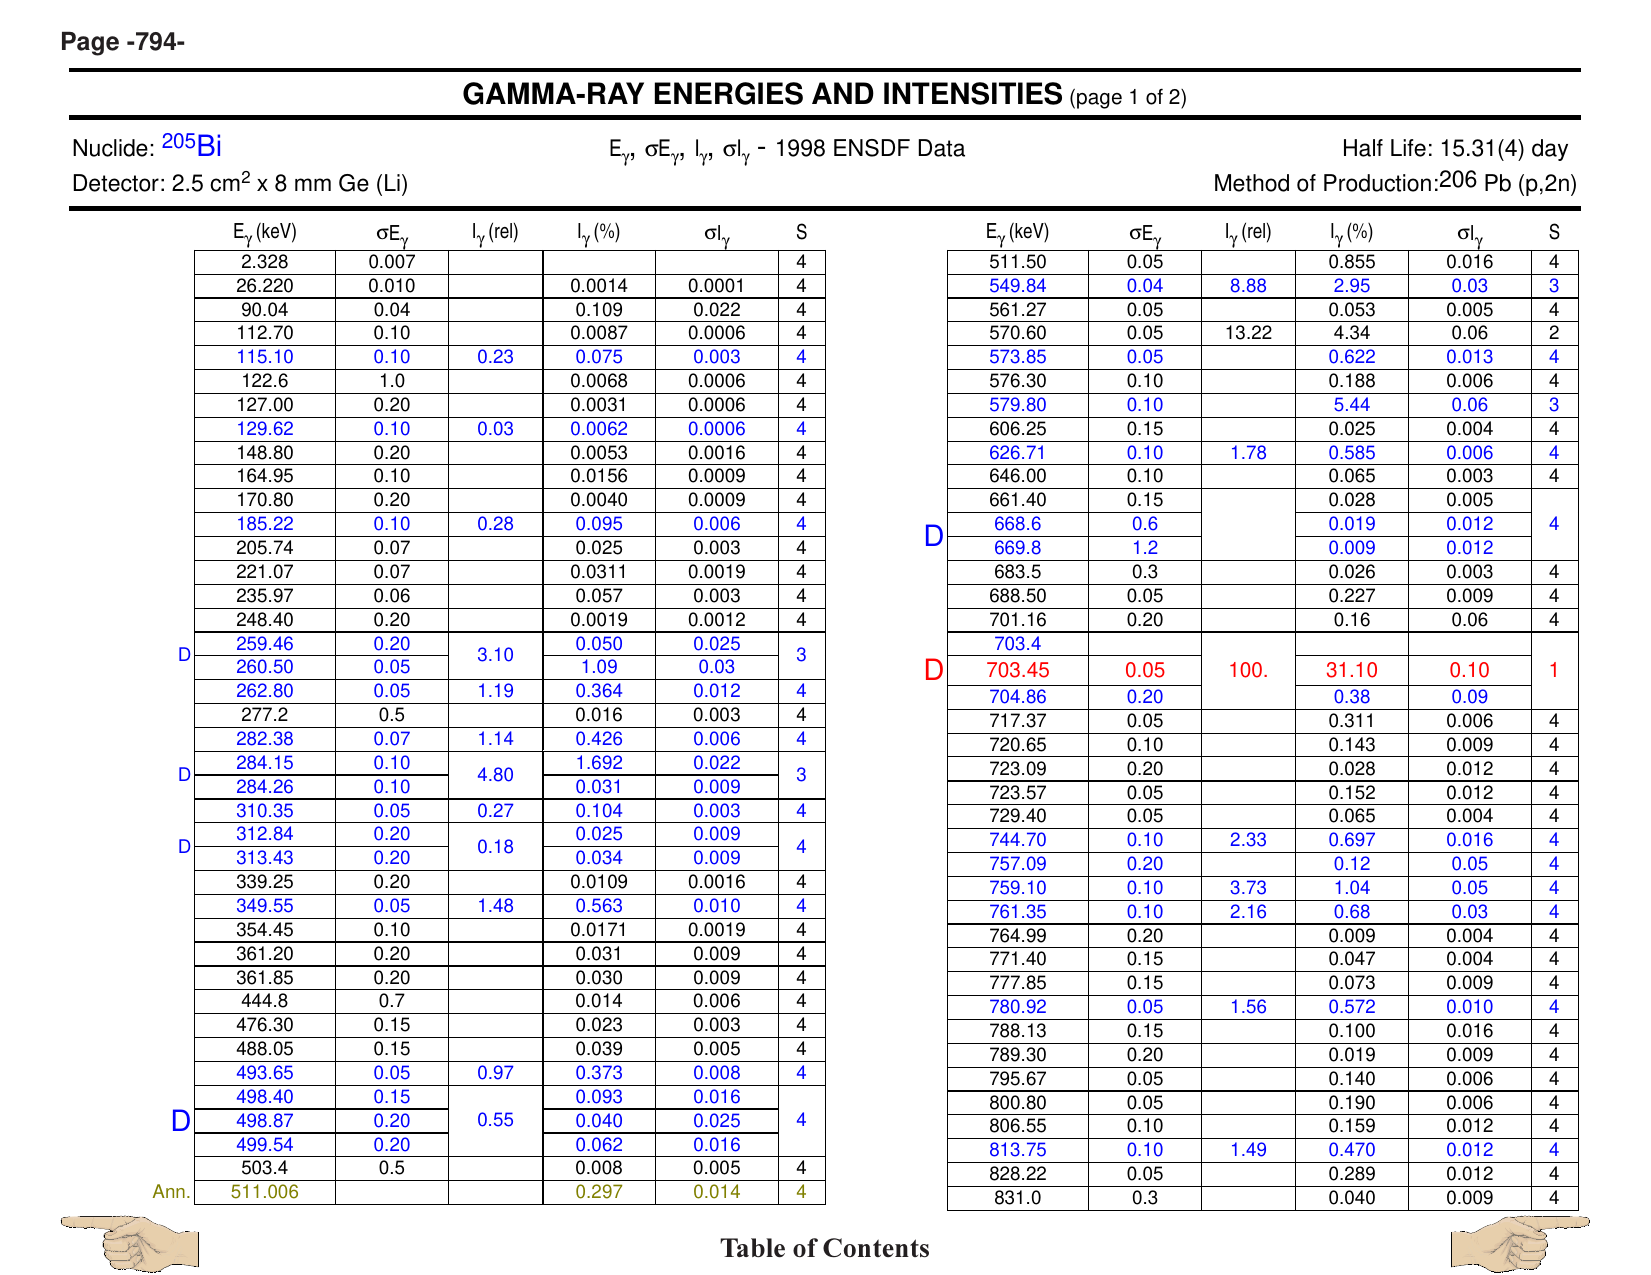 Page -794-
GAMMA-RAY ENERGIES AND INTENSITIES (page 1 of 2)
Nuclide: 205Bi Eγ, σEγ, Iγ, σIγ - 1998 ENSDF Data Half Life: 15.31(4) day
Detector: 2.5 cm2 x 8 mm Ge (Li) Method of Production:206 Pb (p,2n)
Eγ (keV) σEγ Iγ (rel) Iγ (%) σIγ S
2.328 0.007 4
26.220 0.010 0.0014 0.0001 4
90.04 0.04 0.109 0.022 4
112.70 0.10 0.0087 0.0006 4
115.10 0.10 0.23 0.075 0.003 4
122.6 1.0 0.0068 0.0006 4
127.00 0.20 0.0031 0.0006 4
129.62 0.10 0.03 0.0062 0.0006 4
148.80 0.20 0.0053 0.0016 4
164.95 0.10 0.0156 0.0009 4
170.80 0.20 0.0040 0.0009 4
185.22 0.10 0.28 0.095 0.006 4
205.74 0.07 0.025 0.003 4
221.07 0.07 0.0311 0.0019 4
235.97 0.06 0.057 0.003 4
248.40 0.20 0.0019 0.0012 4
259.46 0.20 0.050 0.025
D 3.10 3
260.50 0.05 1.09 0.03
262.80 0.05 1.19 0.364 0.012 4
277.2 0.5 0.016 0.003 4
282.38 0.07 1.14 0.426 0.006 4
284.15 0.10 1.692 0.022
D 4.80 3
284.26 0.10 0.031 0.009
310.35 0.05 0.27 0.104 0.003 4
312.84 0.20 0.025 0.009
D 0.18 4
313.43 0.20 0.034 0.009
339.25 0.20 0.0109 0.0016 4
349.55 0.05 1.48 0.563 0.010 4
354.45 0.10 0.0171 0.0019 4
361.20 0.20 0.031 0.009 4
361.85 0.20 0.030 0.009 4
444.8 0.7 0.014 0.006 4
476.30 0.15 0.023 0.003 4
488.05 0.15 0.039 0.005 4
493.65 0.05 0.97 0.373 0.008 4
498.40 0.15 0.093 0.016
D 498.87 0.20 0.55 0.040 0.025 4
499.54 0.20 0.062 0.016
503.4 0.5 0.008 0.005 4
Ann. 511.006 0.297 0.014 4
Eγ (keV) σEγ Iγ (rel) Iγ (%) σIγ S
511.50 0.05 0.855 0.016 4
549.84 0.04 8.88 2.95 0.03 3
561.27 0.05 0.053 0.005 4
570.60 0.05 13.22 4.34 0.06 2
573.85 0.05 0.622 0.013 4
576.30 0.10 0.188 0.006 4
579.80 0.10 5.44 0.06 3
606.25 0.15 0.025 0.004 4
626.71 0.10 1.78 0.585 0.006 4
646.00 0.10 0.065 0.003 4
661.40 0.15 0.028 0.005
668.6 0.6 0.019 0.012 4
D
669.8 1.2 0.009 0.012
683.5 0.3 0.026 0.003 4
688.50 0.05 0.227 0.009 4
701.16 0.20 0.16 0.06 4
703.4
D 703.45 0.05 100. 31.10 0.10 1
704.86 0.20 0.38 0.09
717.37 0.05 0.311 0.006 4
720.65 0.10 0.143 0.009 4
723.09 0.20 0.028 0.012 4
723.57 0.05 0.152 0.012 4
729.40 0.05 0.065 0.004 4
744.70 0.10 2.33 0.697 0.016 4
757.09 0.20 0.12 0.05 4
759.10 0.10 3.73 1.04 0.05 4
761.35 0.10 2.16 0.68 0.03 4
764.99 0.20 0.009 0.004 4
771.40 0.15 0.047 0.004 4
777.85 0.15 0.073 0.009 4
780.92 0.05 1.56 0.572 0.010 4
788.13 0.15 0.100 0.016 4
789.30 0.20 0.019 0.009 4
795.67 0.05 0.140 0.006 4
800.80 0.05 0.190 0.006 4
806.55 0.10 0.159 0.012 4
813.75 0.10 1.49 0.470 0.012 4
828.22 0.05 0.289 0.012 4
831.0 0.3 0.040 0.009 4
Table of Contents